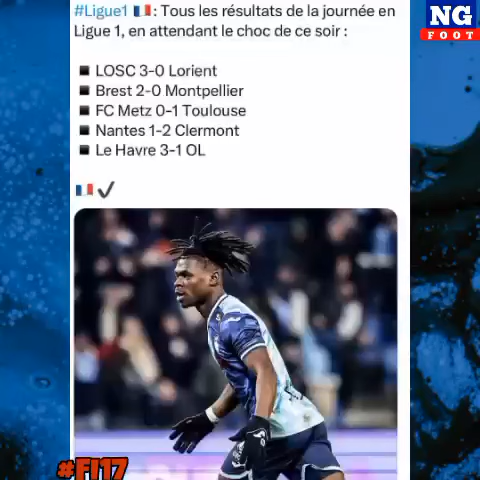 #Ligue1 🇫🇷: Tous les résultats de la journée en
Ligue 1, en attendant le choc de ce soir :
◾ LOSC 3-0 Lorient
◾ Brest 2-0 Montpellier
◾ FC Metz 0-1 Toulouse
◾ Nantes 1-2 Clermont
◾ Le Havre 3-1 OL
🇫🇷✔️
NG
FOOT
#FI17